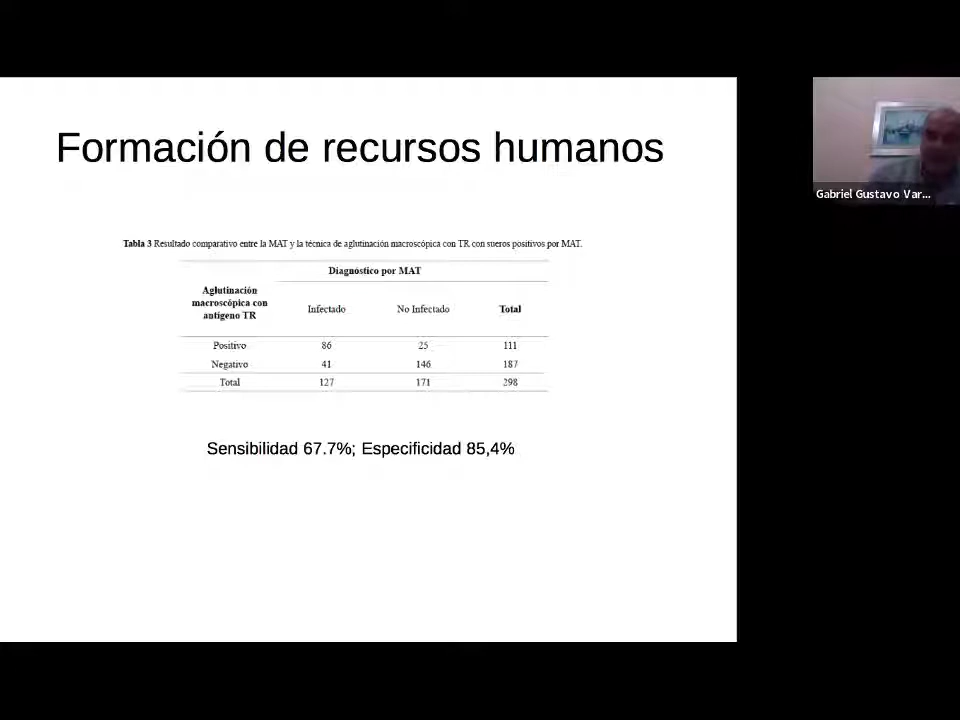 Formación de recursos humanos
Gabriel Gustavo Var...
Tabla 3 Resultado comparativo entre la MAT y la técnica de aglutinación macroscópica con TR con sueros positivos por MAT.
Diagnóstico por MAT
Aglutinación
macroscópica con
antígeno TR
Infectado No Infectado Total
Positivo 86 25 111
Negativo 41 146 187
Total 127 171 298
Sensibilidad 67.7%; Especificidad 85,4%